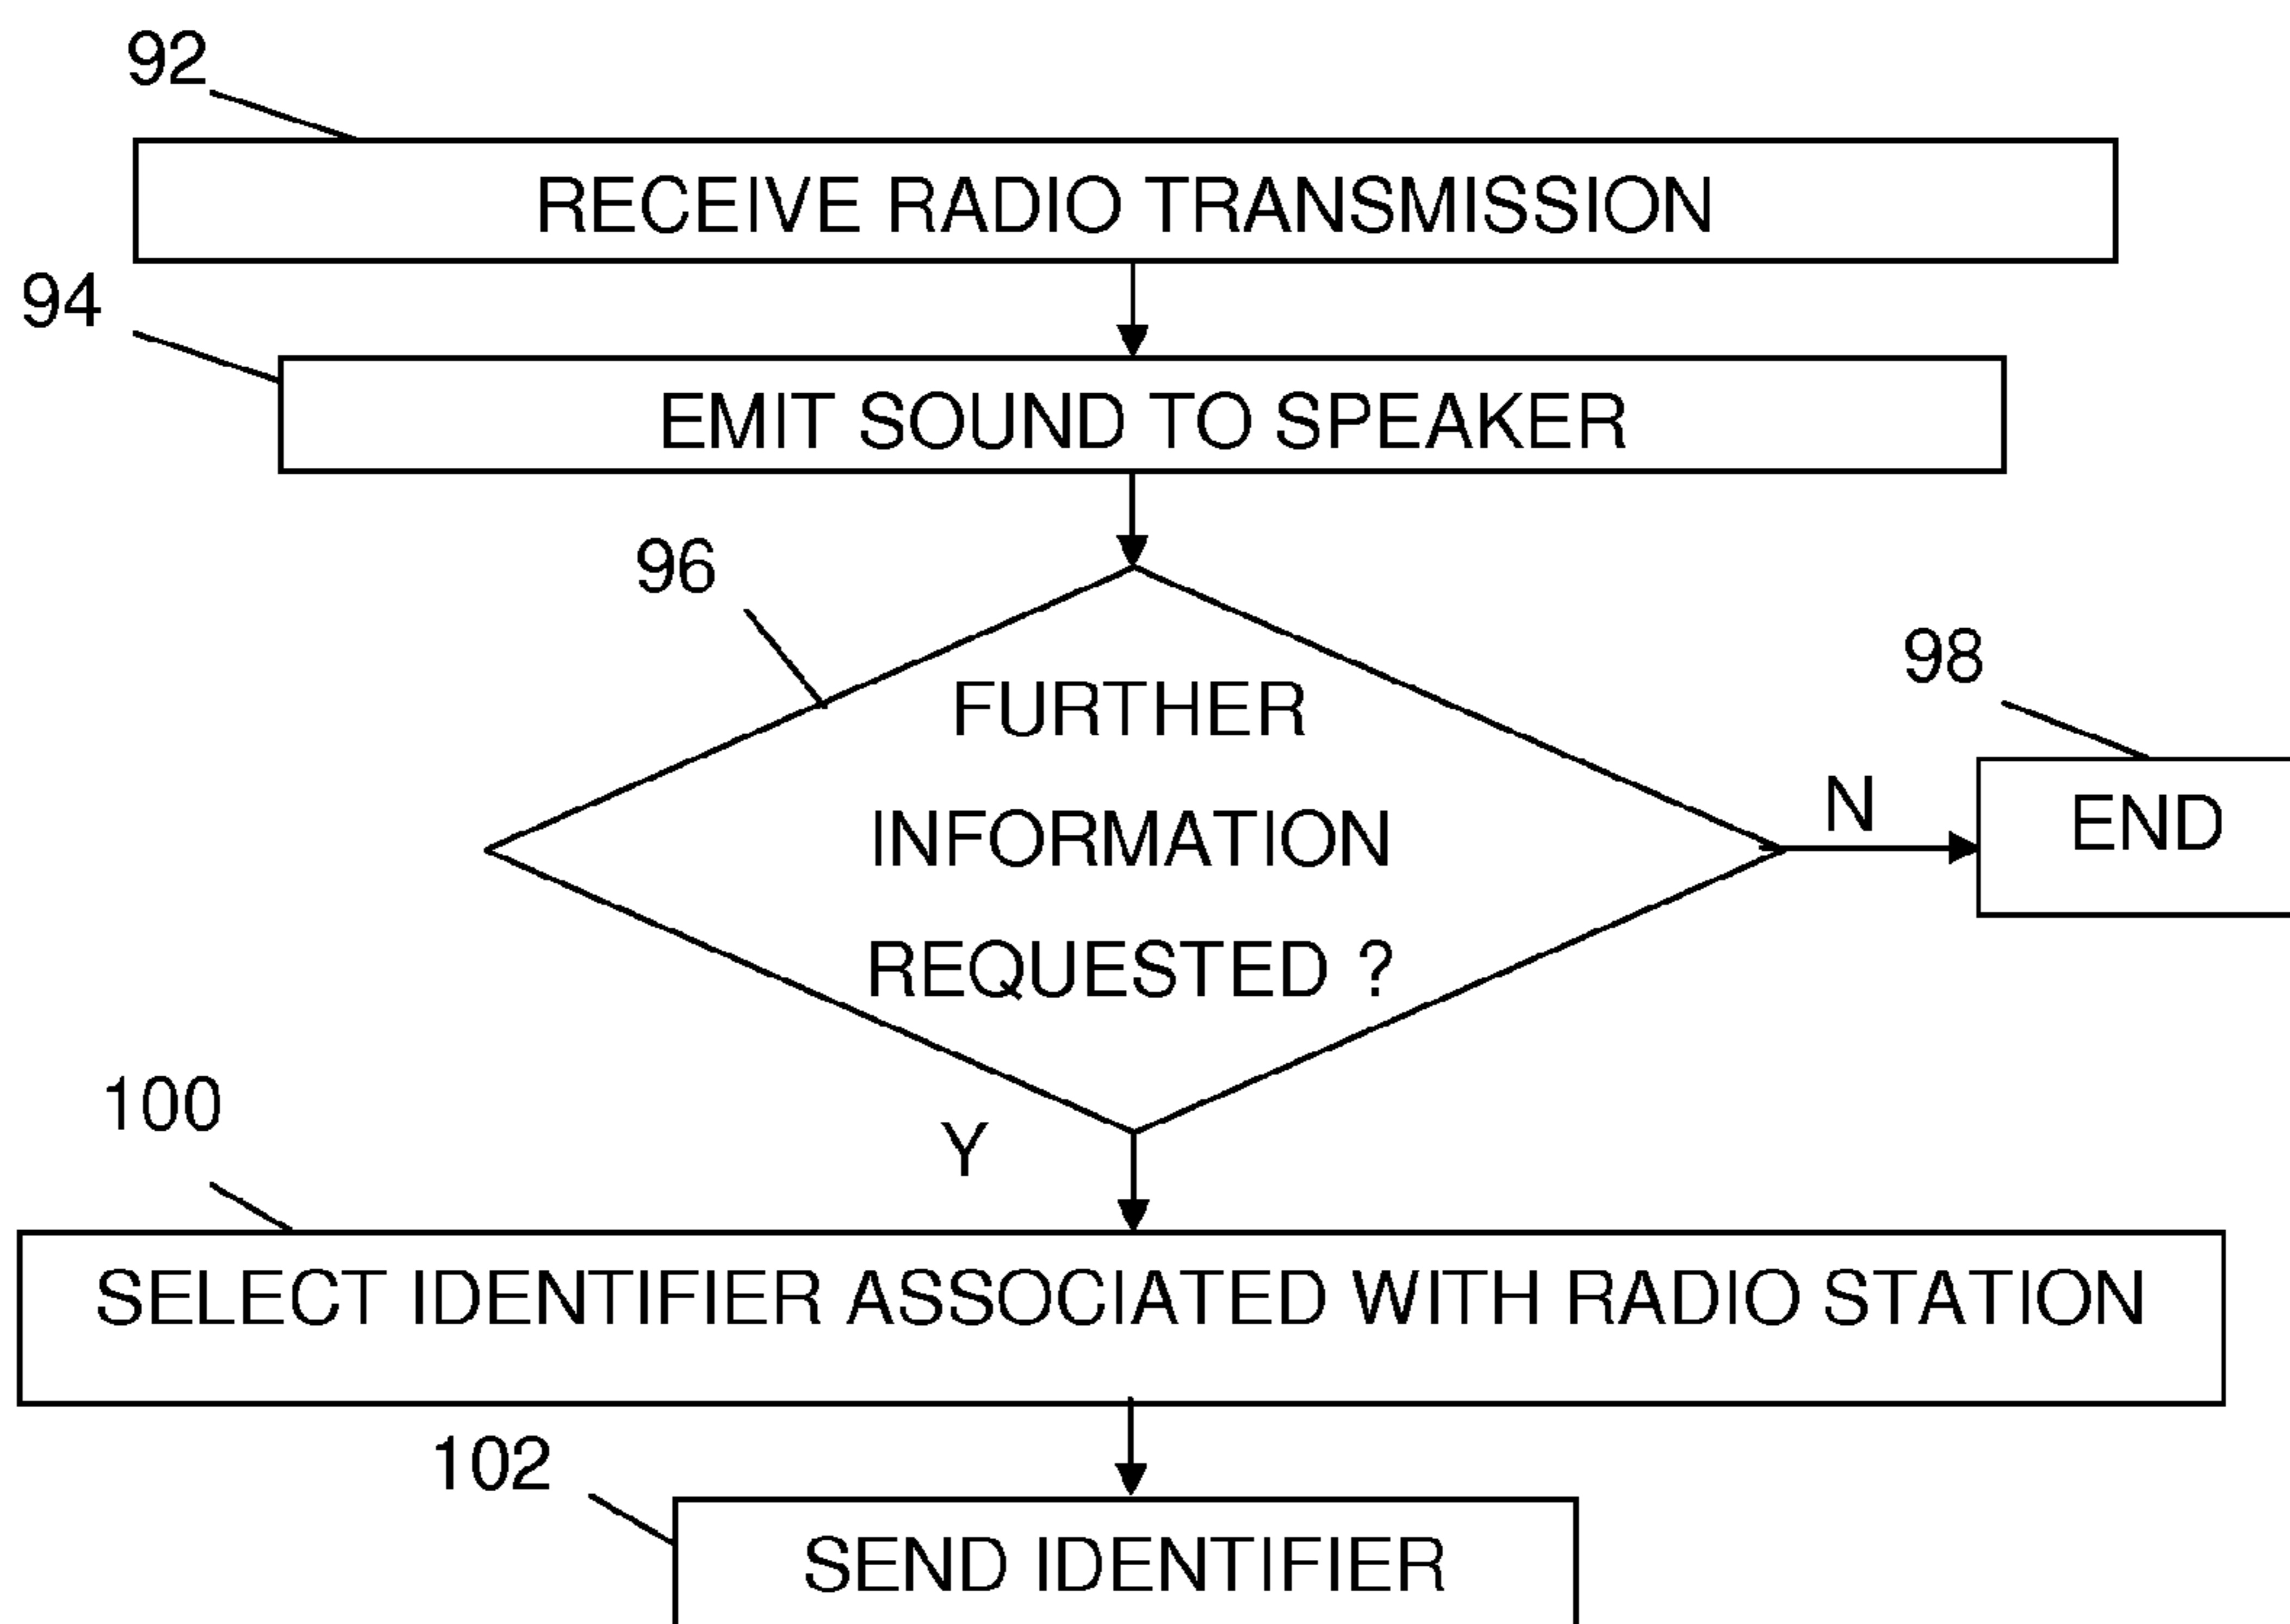 92
RECEIVE RADIO TRANSMISSION
94
EMIT SOUND TO SPEAKER
96
FURTHER
INFORMATION
REQUESTED ?
98
N
END
100
Y
SELECT IDENTIFIER ASSOCIATED WITH RADIO STATION
102
SEND IDENTIFIER